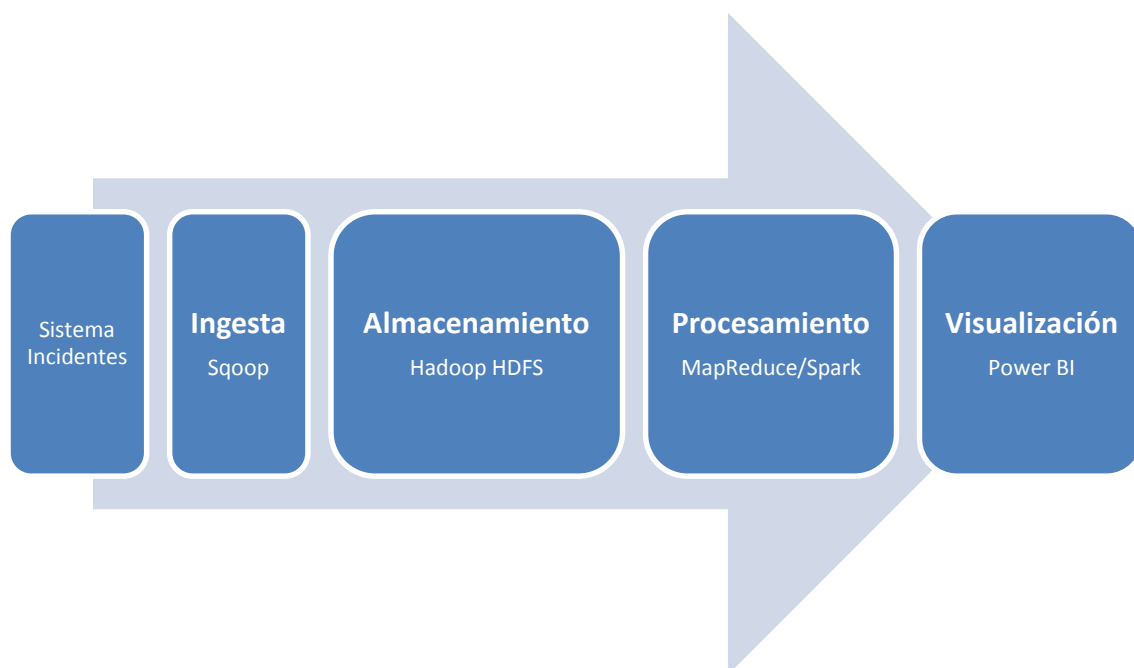 Sistema
Incidentes
Ingesta
Sqoop
Almacenamiento
Hadoop HDFS
Procesamiento
MapReduce/Spark
Visualización
Power BI